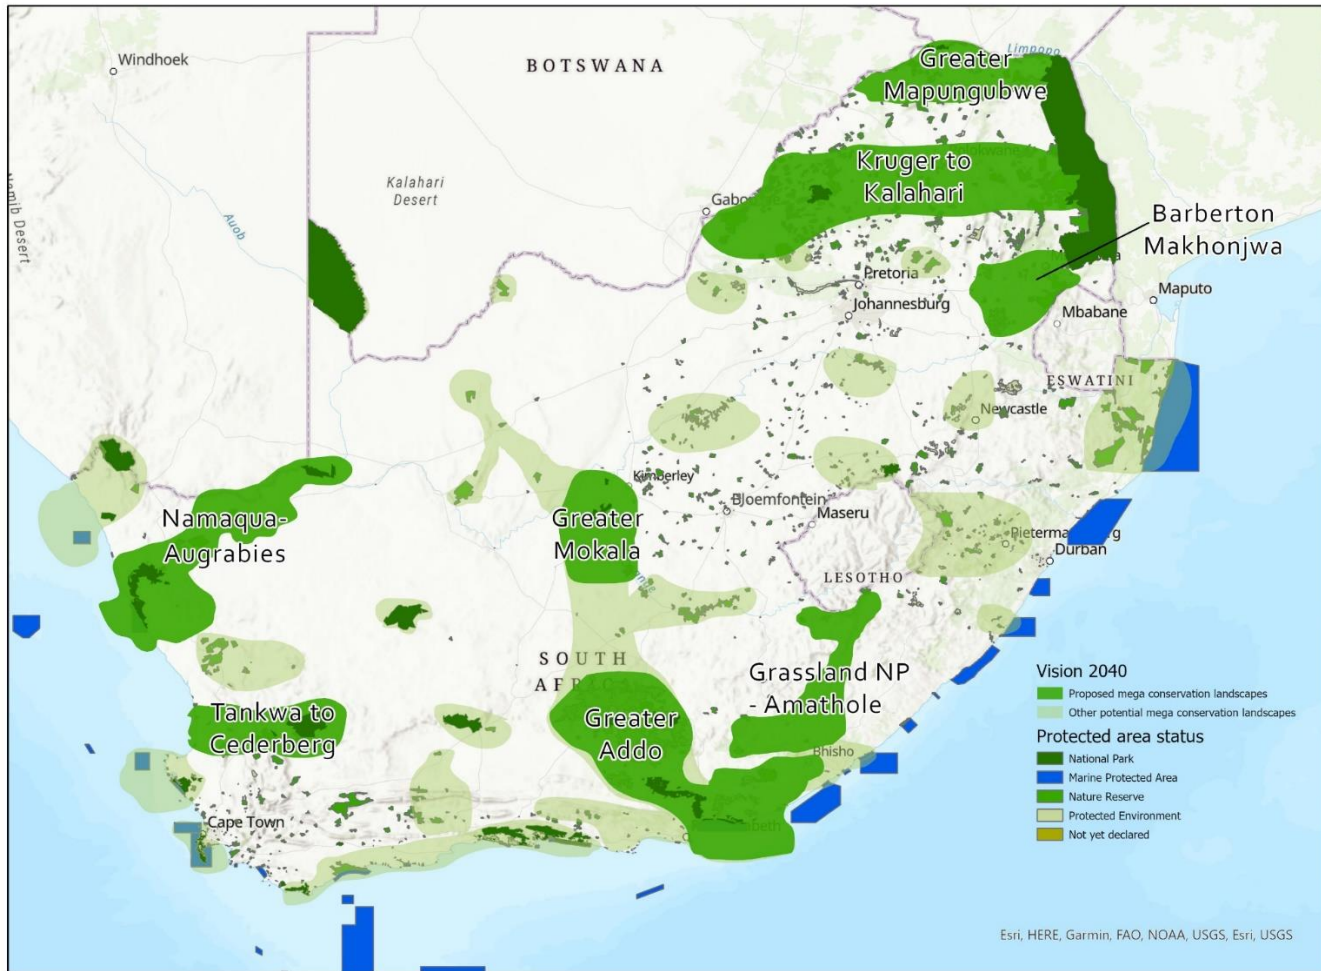 Windhoek
BOTSWANA
Limpopo
Greater
Mapungubwe
Kalahari
Desert
Namib Desert
Auob
Kruger to
Kalahari
Barberton
Makhonjwa
Pretoria
Johannesburg
Maputo
Mbabane
ESWATINI
Newcastle
Kimberley
Bloemfontein
Maseru
Durban
LESOTHO
Namaqua-
Augrabies
Greater
Mokala
SOUTH
Grassland NP
- Amathole
Tankwa to
Cederberg
Greater
Addo
Bhisho
Cape Town
Vision 2040
Proposed mega conservation landscapes
Other potential mega conservation landscapes
Protected area status
National Park
Marine Protected Area
Nature Reserve
Protected Environment
Not yet declared
Esri, HERE, Garmin, FAO, NOAA, USGS, Esri, USGS